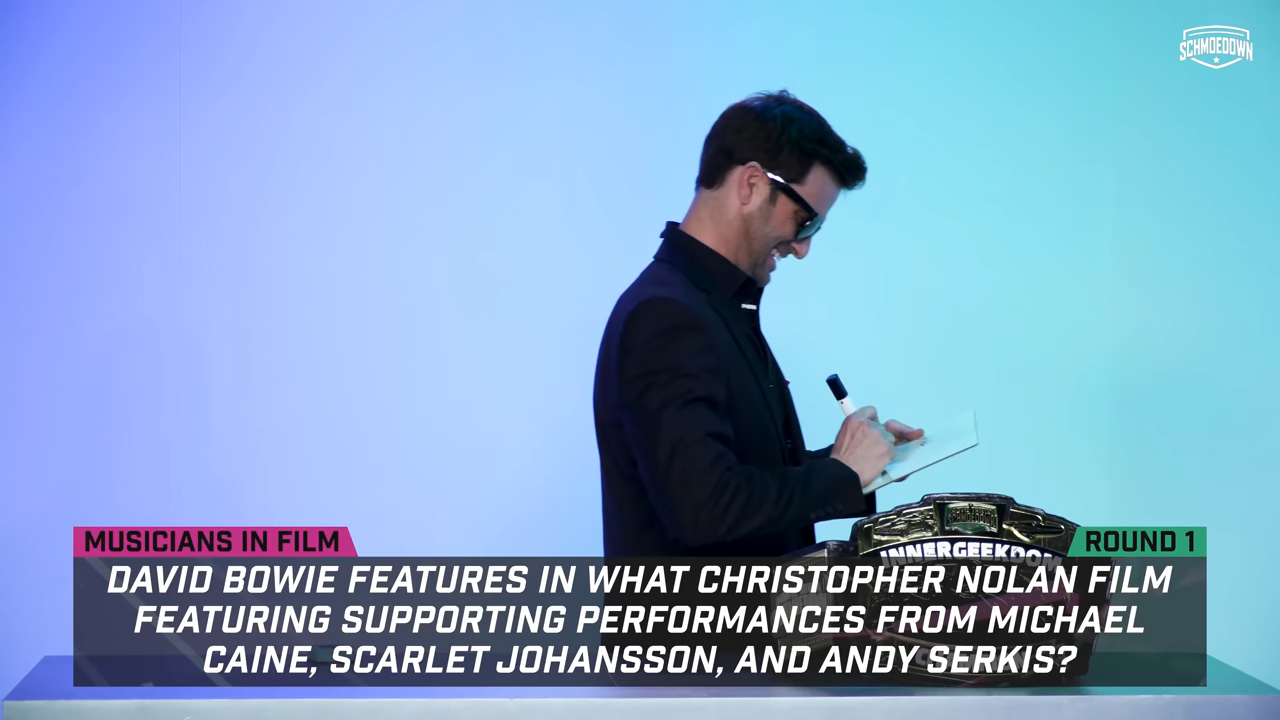 SCHMOEDOWN
INNERGEEKDOM
MUSICIANS IN FILM
ROUND 1
DAVID BOWIE FEATURES IN WHAT CHRISTOPHER NOLAN FILM
FEATURING SUPPORTING PERFORMANCES FROM MICHAEL
CAINE, SCARLET JOHANSSON, AND ANDY SERKIS?